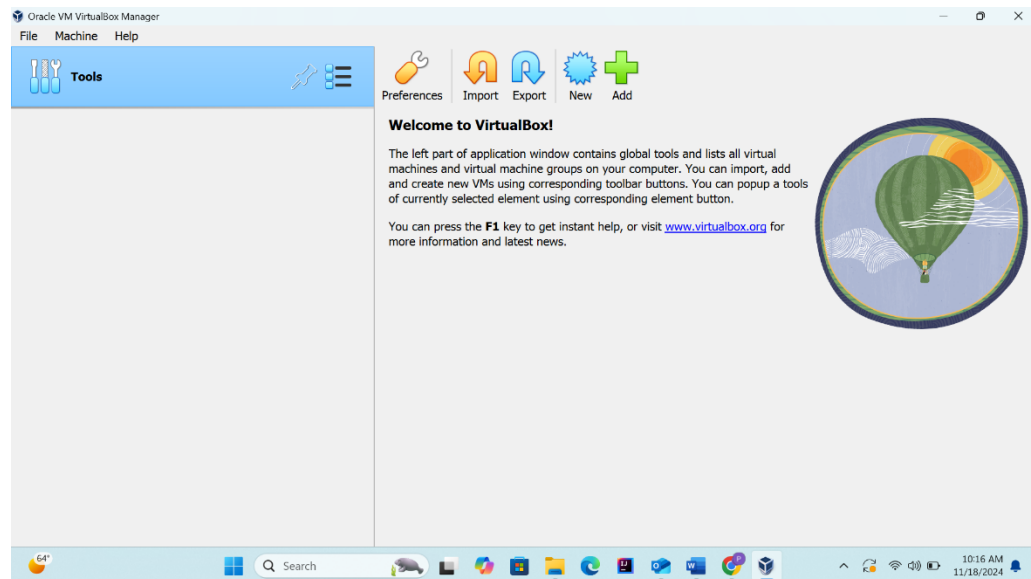 Oracle VM VirtualBox Manager
File Machine Help
Tools
Preferences Import Export New Add
Welcome to VirtualBox!
The left part of application window contains global tools and lists all virtual
machines and virtual machine groups on your computer. You can import, add
and create new VMs using corresponding toolbar buttons. You can popup a tools
of currently selected element using corresponding element button.
You can press the F1 key to get instant help, or visit www.virtualbox.org for
more information and latest news.
64°
Search
10:16 AM
11/18/2024